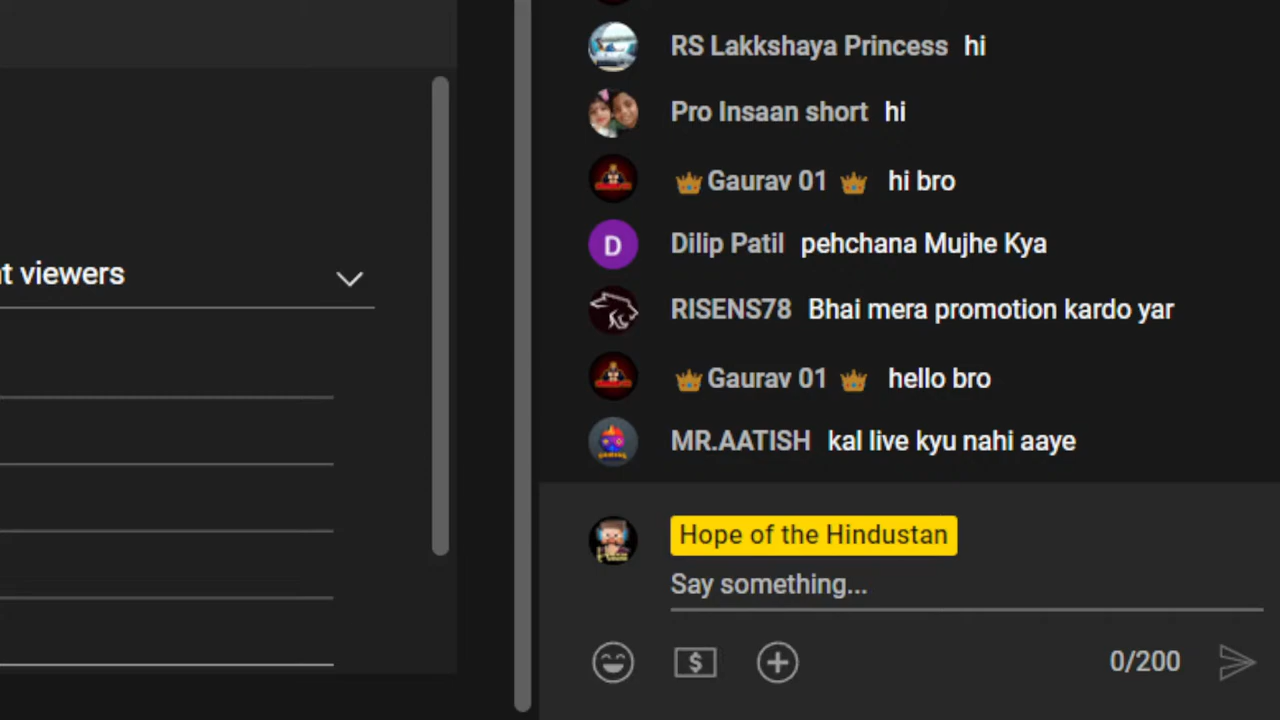 RS Lakkshaya Princess hi
Pro Insaan short hi
👑Gaurav 01 👑 hi bro
D Dilip Patil pehchana Mujhe Kya
t viewers
RISENS78 Bhai mera promotion kardo yar
👑Gaurav 01 👑 hello bro
MR.AATISH kal live kyu nahi aaye
Hope of the Hindustan
Say something...
0/200